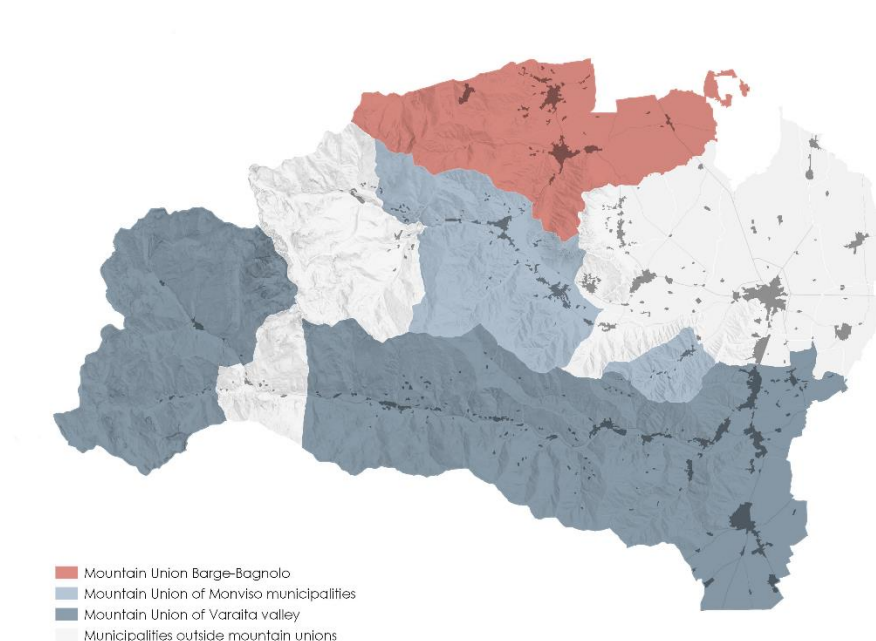 Mountain Union Barge-Bagnolo
Mountain Union of Monviso municipalities
Mountain Union of Varaita valley
Municipalities outside mountain unions